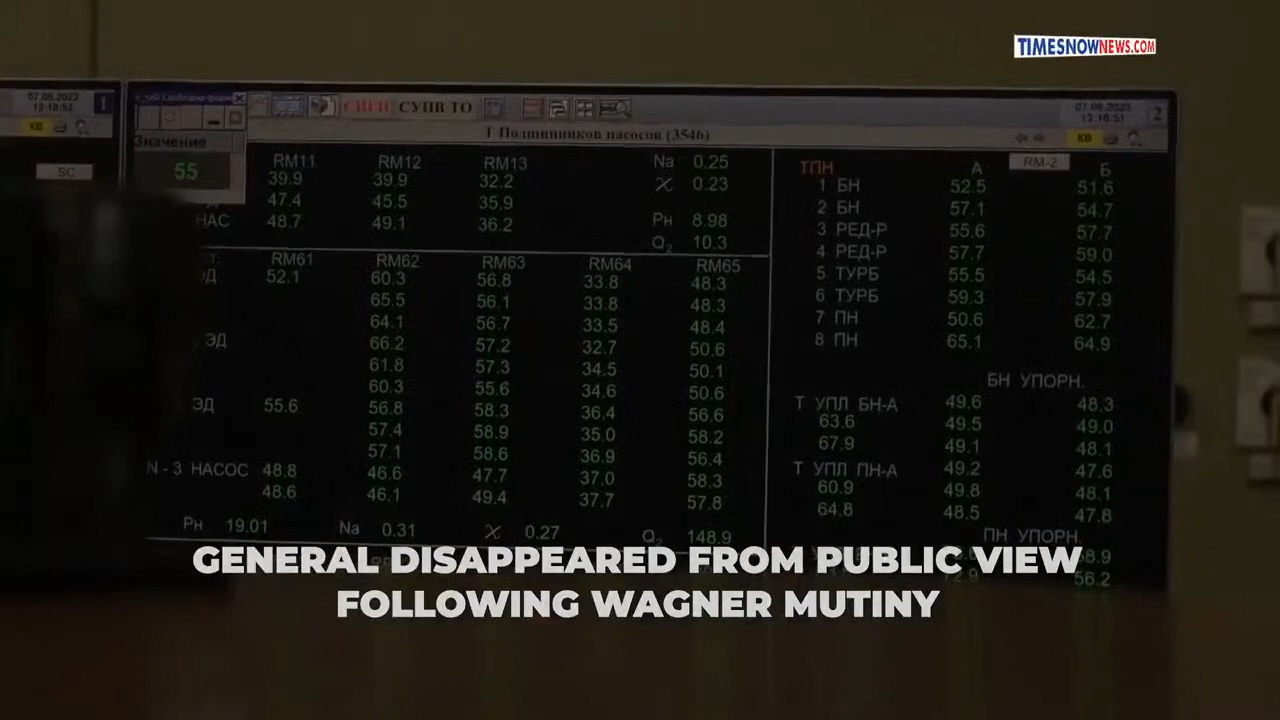 TIMESNOWNEWS.COM
07.08.2023
13:18:52
1
КВ
SC
СУПВ ТО
Значение
55
07.08.2023
13:18:51
2
T Подшипников насосов (3546)
КВ
RM11 RM12 RM13 Na 0.25
39.9 39.9 32.2 0.23
47.4 45.5 35.9
НАС 48.7 49.1 36.2 Рн 8.98
Q2 10.3
RM61 RM62 RM63 RM64 RM65
52.1 60.3 56.8 33.8 48.3
65.5 56.1 33.8 48.3
64.1 56.7 33.5 48.4
ЭД 66.2 57.2 32.7 50.6
61.8 57.3 34.5 50.1
60.3 55.6 34.6 50.6
ЭД 55.6 56.8 58.3 36.4 56.6
57.4 58.9 35.0 58.2
57.1 58.6 36.9 56.4
N - 3 НАСОС 48.8 46.6 47.7 37.0 58.3
48.6 46.1 49.4 37.7 57.8
Рн 19.01 Na 0.31 0.27 Q2 148.9
RM-2
ТПН А Б
1 БН 52.5 51.6
2 БН 57.1 54.7
3 РЕД-Р 55.6 57.7
4 РЕД-Р 57.7 59.0
5 ТУРБ 55.5 54.5
6 ТУРБ 59.3 57.9
7 ПН 50.6 62.7
8 ПН 65.1 64.9
БН УПОРН.
Т УПЛ БН-А 49.6 48.3
63.6 49.5 49.0
67.9 49.1 48.1
Т УПЛ ПН-А 49.2 47.6
60.9 49.8 48.1
64.8 48.5 47.8
ПН УПОРН.
72.9 56.2
GENERAL DISAPPEARED FROM PUBLIC VIEW
FOLLOWING WAGNER MUTINY